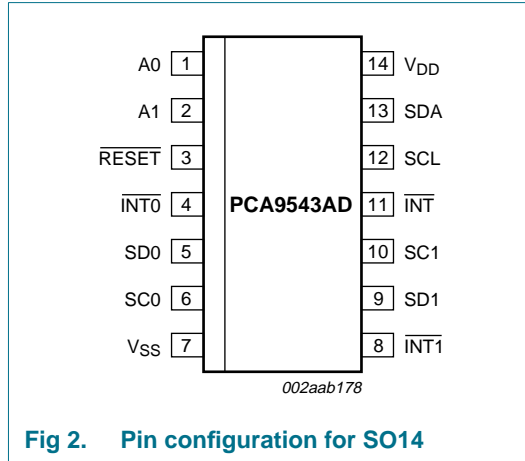 A0 1 14 VDD
A1 2 13 SDA
RESET 3 12 SCL
INT0 4 PCA9543AD 11 INT
SD0 5 10 SC1
SC0 6 9 SD1
VSS 7 8 INT1
002aab178
Fig 2. Pin configuration for SO14